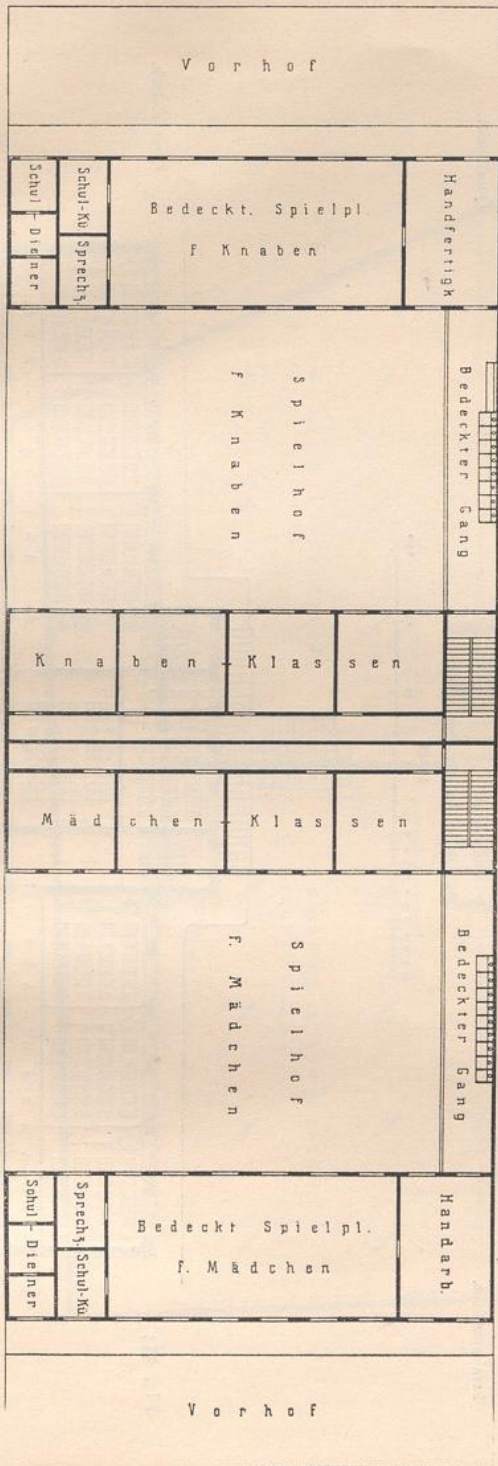 Vorhof
Schul-Diener
Schul-Kü
Sprechz.
Bedeckt. Spielpl.
f Knaben
Handfertigk
Spielhof
f Knaben
Bedeckter Gang
Knaben-Klassen
Mädchen-Klassen
Spielhof
f. Mädchen
Bedeckter Gang
Schul-Diener
Sprechz.
Schul-Kü
Bedeckt Spielpl.
f. Mädchen
Handarb.
Vorhof